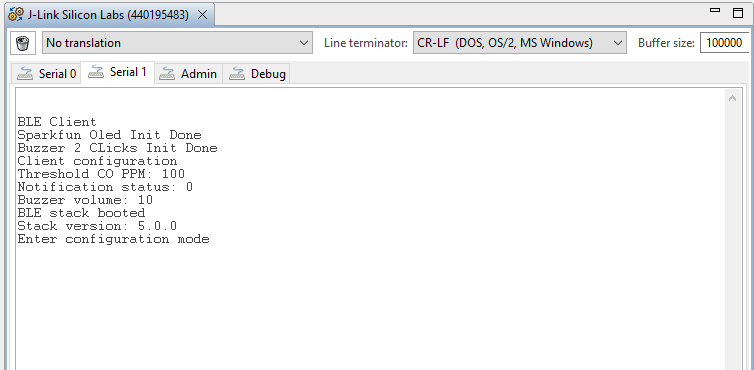 J-Link Silicon Labs (440195483)
No translation
Line terminator: CR-LF (DOS, OS/2, MS Windows)
Buffer size: 100000
Serial 0
Serial 1
Admin
Debug
BLE Client
Sparkfun Oled Init Done
Buzzer 2 CLicks Init Done
Client configuration
Threshold CO PPM: 100
Notification status: 0
Buzzer volume: 10
BLE stack booted
Stack version: 5.0.0
Enter configuration mode